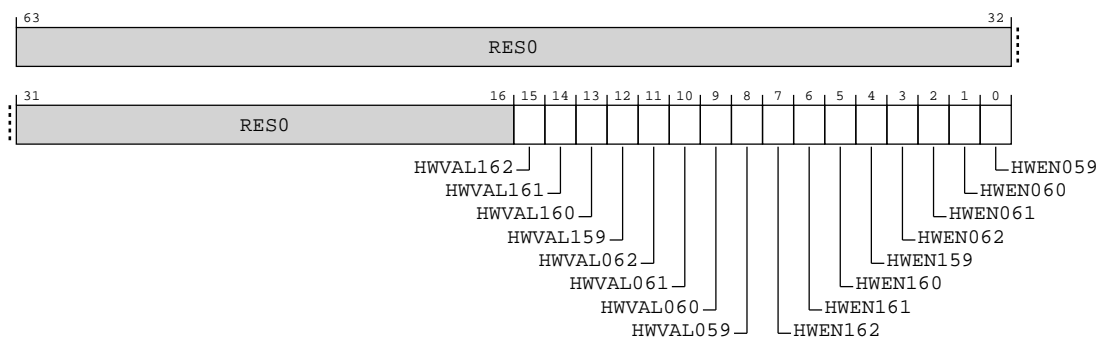 63 32
RES0
31 16 15 14 13 12 11 10 9 8 7 6 5 4 3 2 1 0
RES0
HWVAL162 HWEN059
HWVAL161 HWEN060
HWVAL160 HWEN061
HWVAL159 HWEN062
HWVAL062 HWEN159
HWVAL061 HWEN160
HWVAL060 HWEN161
HWVAL059 HWEN162